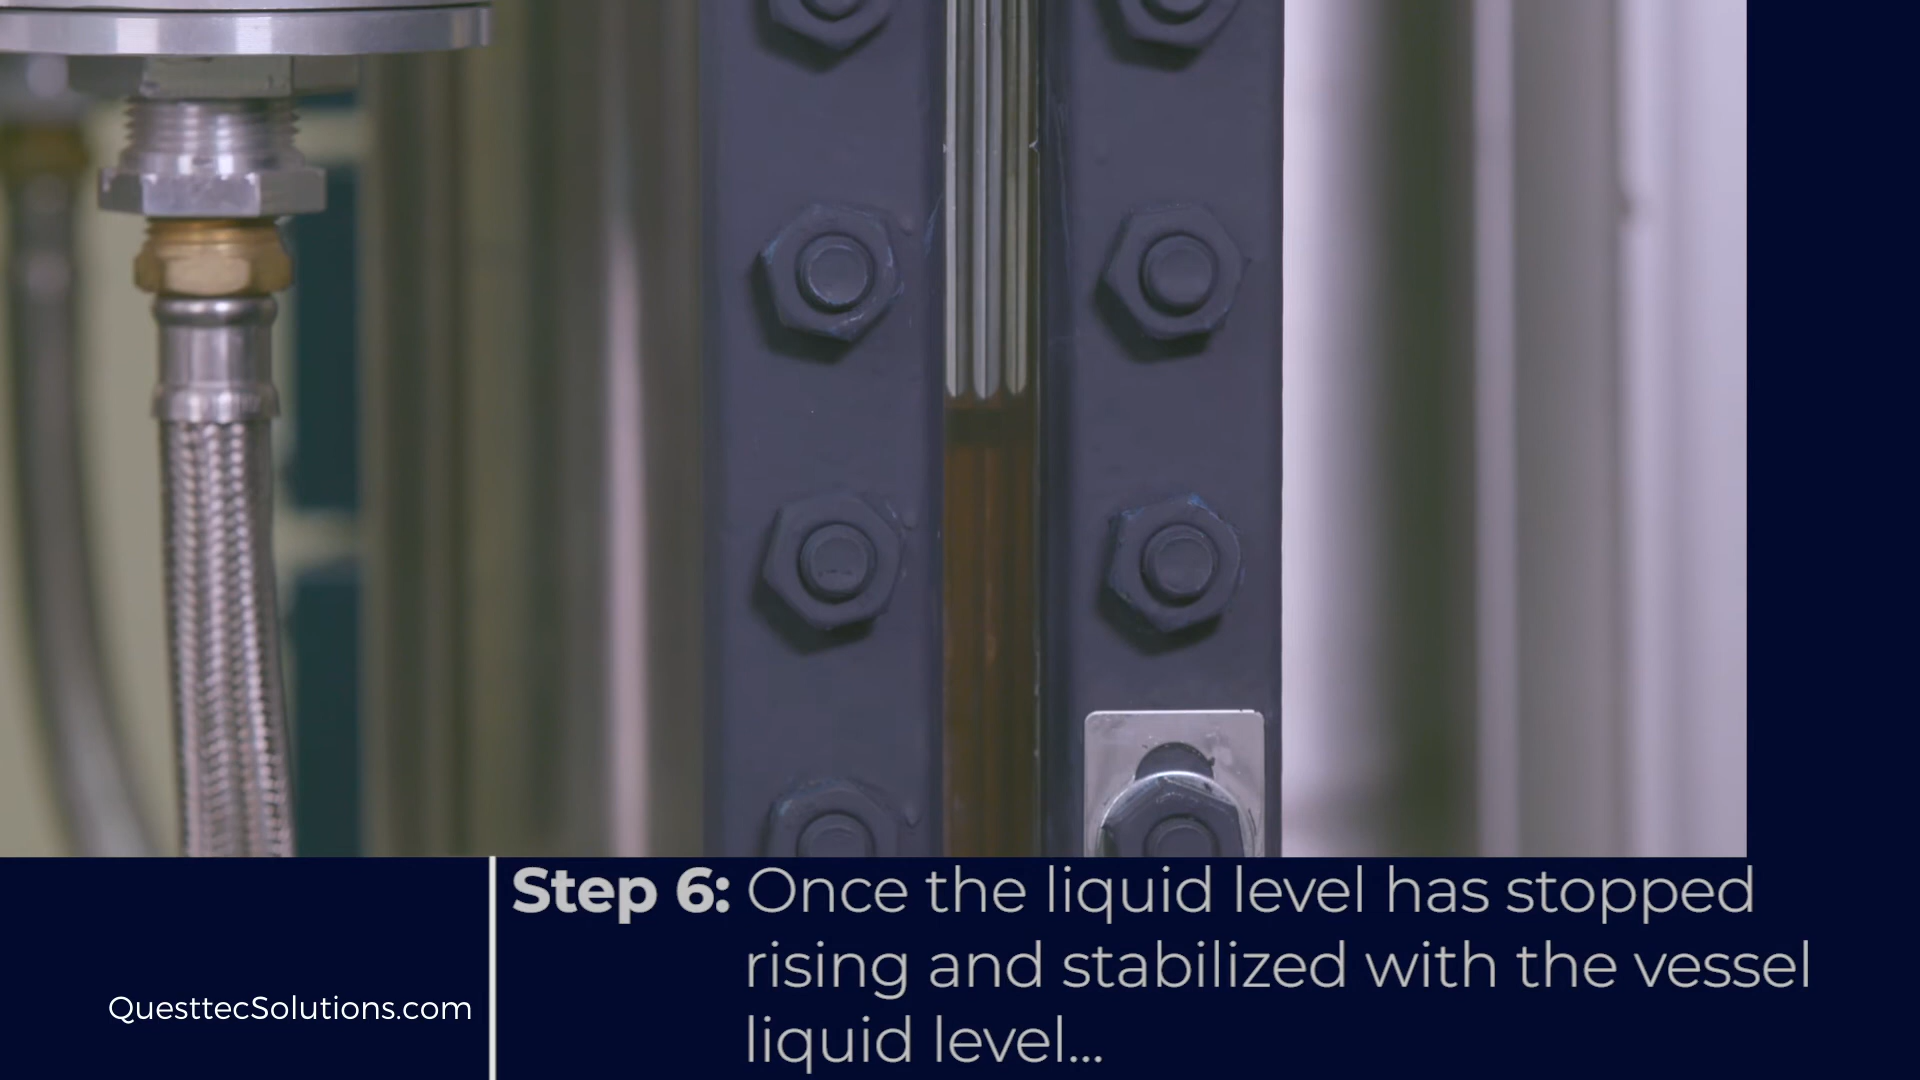 Step 6: Once the liquid level has stopped
rising and stabilized with the vessel
liquid level...
QuesttecSolutions.com